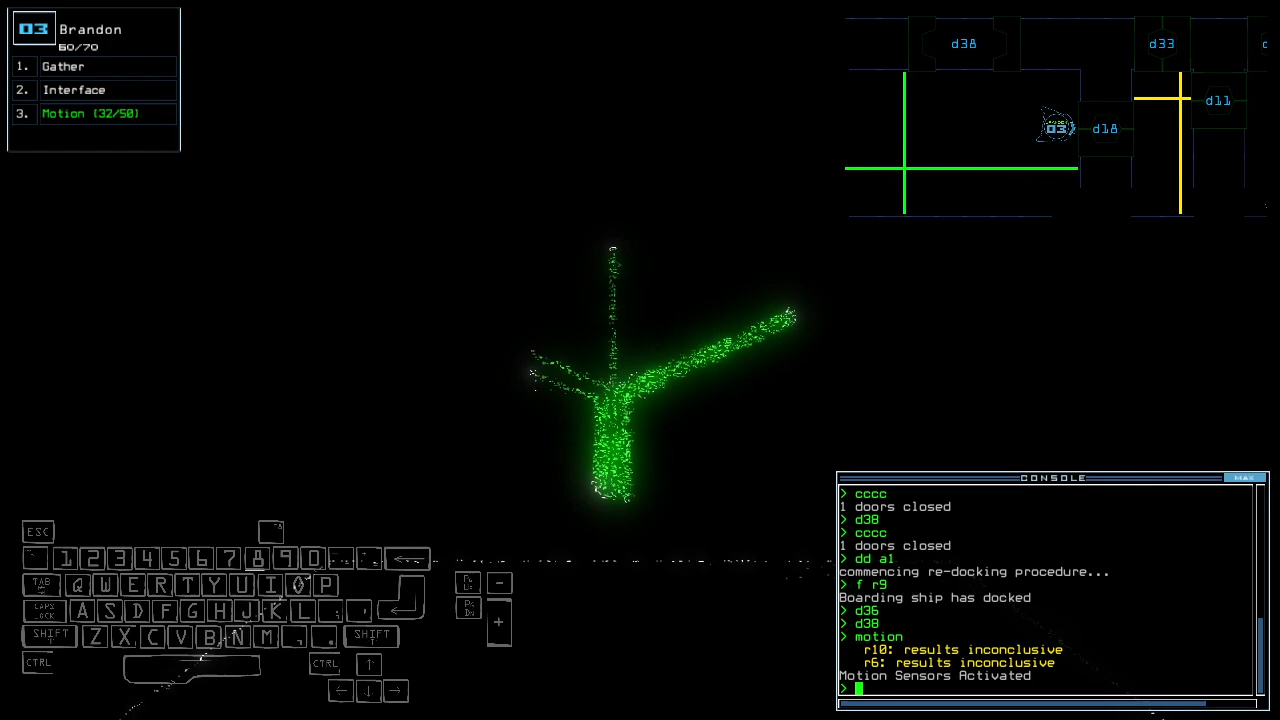 03 Brandon
60/70
1. Gather
2. Interface
3. Motion (32/50)
d38
d33
d11
d18
03
CONSOLE
MAX
> cccc
1 doors closed
> d38
> cccc
1 doors closed
> dd a1
commencing re-docking procedure...
> f r9
Boarding ship has docked
> d36
> d38
> motion
r10: results inconclusive
r6: results inconclusive
Motion Sensors Activated
>
ESC
1 2 3 4 5 6 7 8 9 0
TAB Q W E R T Y U I O P
CAPS LOCK A S D F G H J K L ; '
SHIFT Z X C V B N M , . SHIFT
CTRL CTRL
-
+